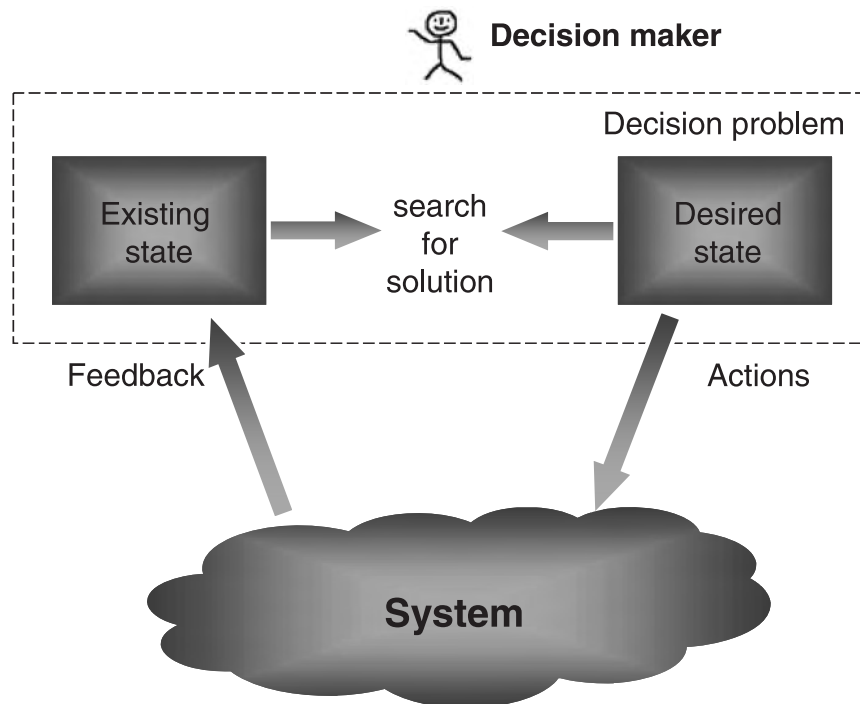 Decision maker
Decision problem
Existing
state
search
for
solution
Desired
state
Feedback
Actions
System